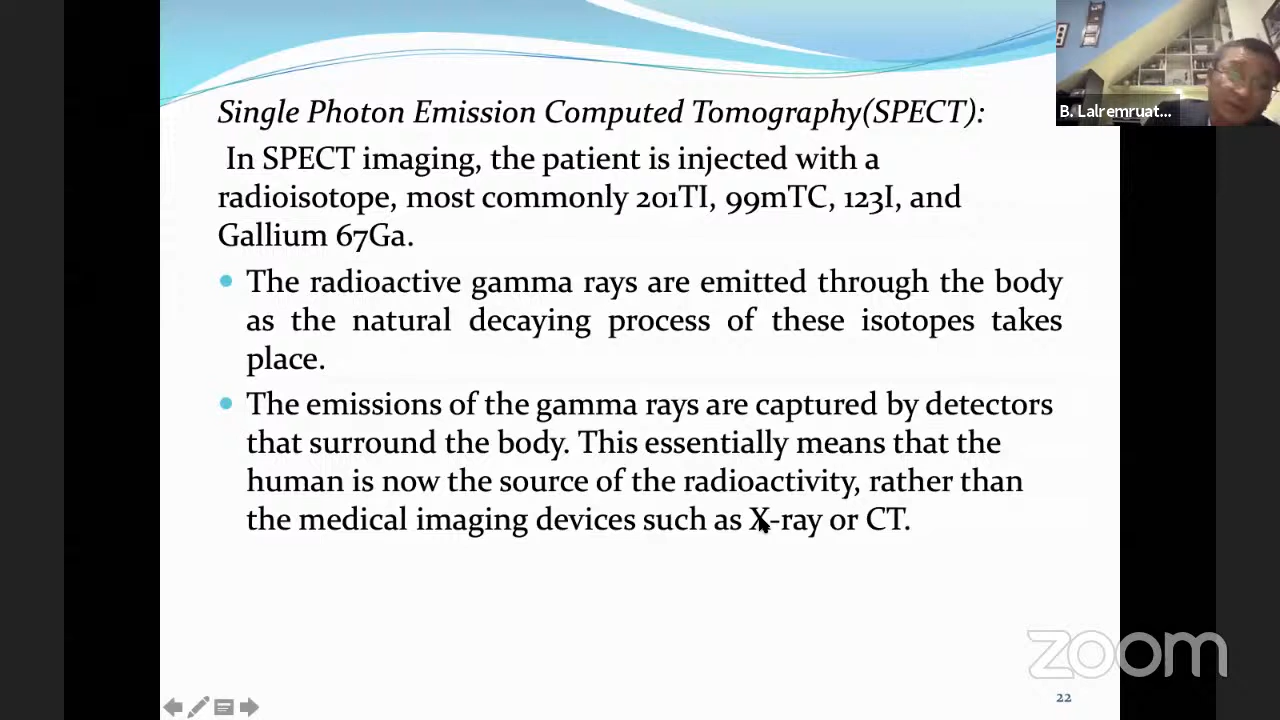 Single Photon Emission Computed Tomography(SPECT):
In SPECT imaging, the patient is injected with a
radioisotope, most commonly 201TI, 99mTC, 123I, and
Gallium 67Ga.
The radioactive gamma rays are emitted through the body
as the natural decaying process of these isotopes takes
place.
The emissions of the gamma rays are captured by detectors
that surround the body. This essentially means that the
human is now the source of the radioactivity, rather than
the medical imaging devices such as X-ray or CT.
B. Lalremruat...
zoom
22